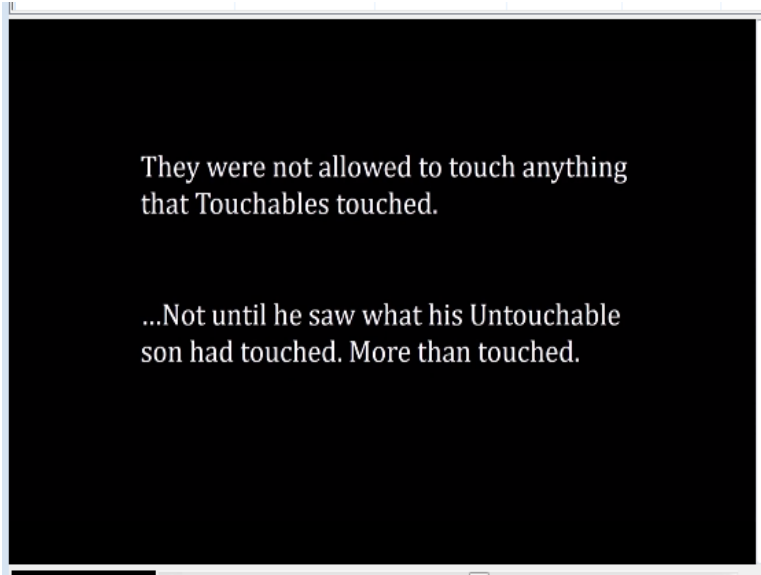 They were not allowed to touch anything
that Touchables touched.
…Not until he saw what his Untouchable
son had touched. More than touched.